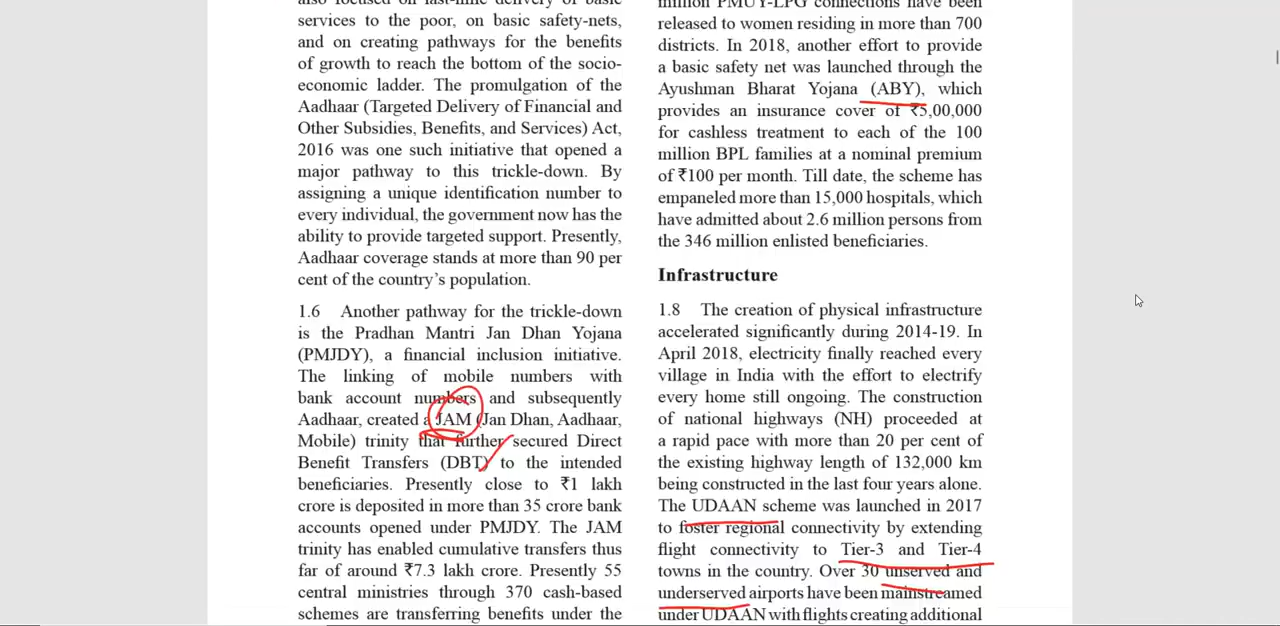 also focused on last-mile delivery of basic
services to the poor, on basic safety-nets,
and on creating pathways for the benefits
of growth to reach the bottom of the socio-
economic ladder. The promulgation of the
Aadhaar (Targeted Delivery of Financial and
Other Subsidies, Benefits, and Services) Act,
2016 was one such initiative that opened a
major pathway to this trickle-down. By
assigning a unique identification number to
every individual, the government now has the
ability to provide targeted support. Presently,
Aadhaar coverage stands at more than 90 per
cent of the country's population.
1.6 Another pathway for the trickle-down
is the Pradhan Mantri Jan Dhan Yojana
(PMJDY), a financial inclusion initiative.
The linking of mobile numbers with
bank account numbers and subsequently
Aadhaar, created a JAM (Jan Dhan, Aadhaar,
Mobile) trinity that further secured Direct
Benefit Transfers (DBT) to the intended
beneficiaries. Presently close to ₹1 lakh
crore is deposited in more than 35 crore bank
accounts opened under PMJDY. The JAM
trinity has enabled cumulative transfers thus
far of around ₹7.3 lakh crore. Presently 55
central ministries through 370 cash-based
schemes are transferring benefits under the
million PMUY-LPG connections have been
released to women residing in more than 700
districts. In 2018, another effort to provide
a basic safety net was launched through the
Ayushman Bharat Yojana (ABY), which
provides an insurance cover of ₹5,00,000
for cashless treatment to each of the 100
million BPL families at a nominal premium
of ₹100 per month. Till date, the scheme has
empaneled more than 15,000 hospitals, which
have admitted about 2.6 million persons from
the 346 million enlisted beneficiaries.
Infrastructure
1.8 The creation of physical infrastructure
accelerated significantly during 2014-19. In
April 2018, electricity finally reached every
village in India with the effort to electrify
every home still ongoing. The construction
of national highways (NH) proceeded at
a rapid pace with more than 20 per cent of
the existing highway length of 132,000 km
being constructed in the last four years alone.
The UDAAN scheme was launched in 2017
to foster regional connectivity by extending
flight connectivity to Tier-3 and Tier-4
towns in the country. Over 30 unserved and
underserved airports have been mainstreamed
under UDAAN with flights creating additional